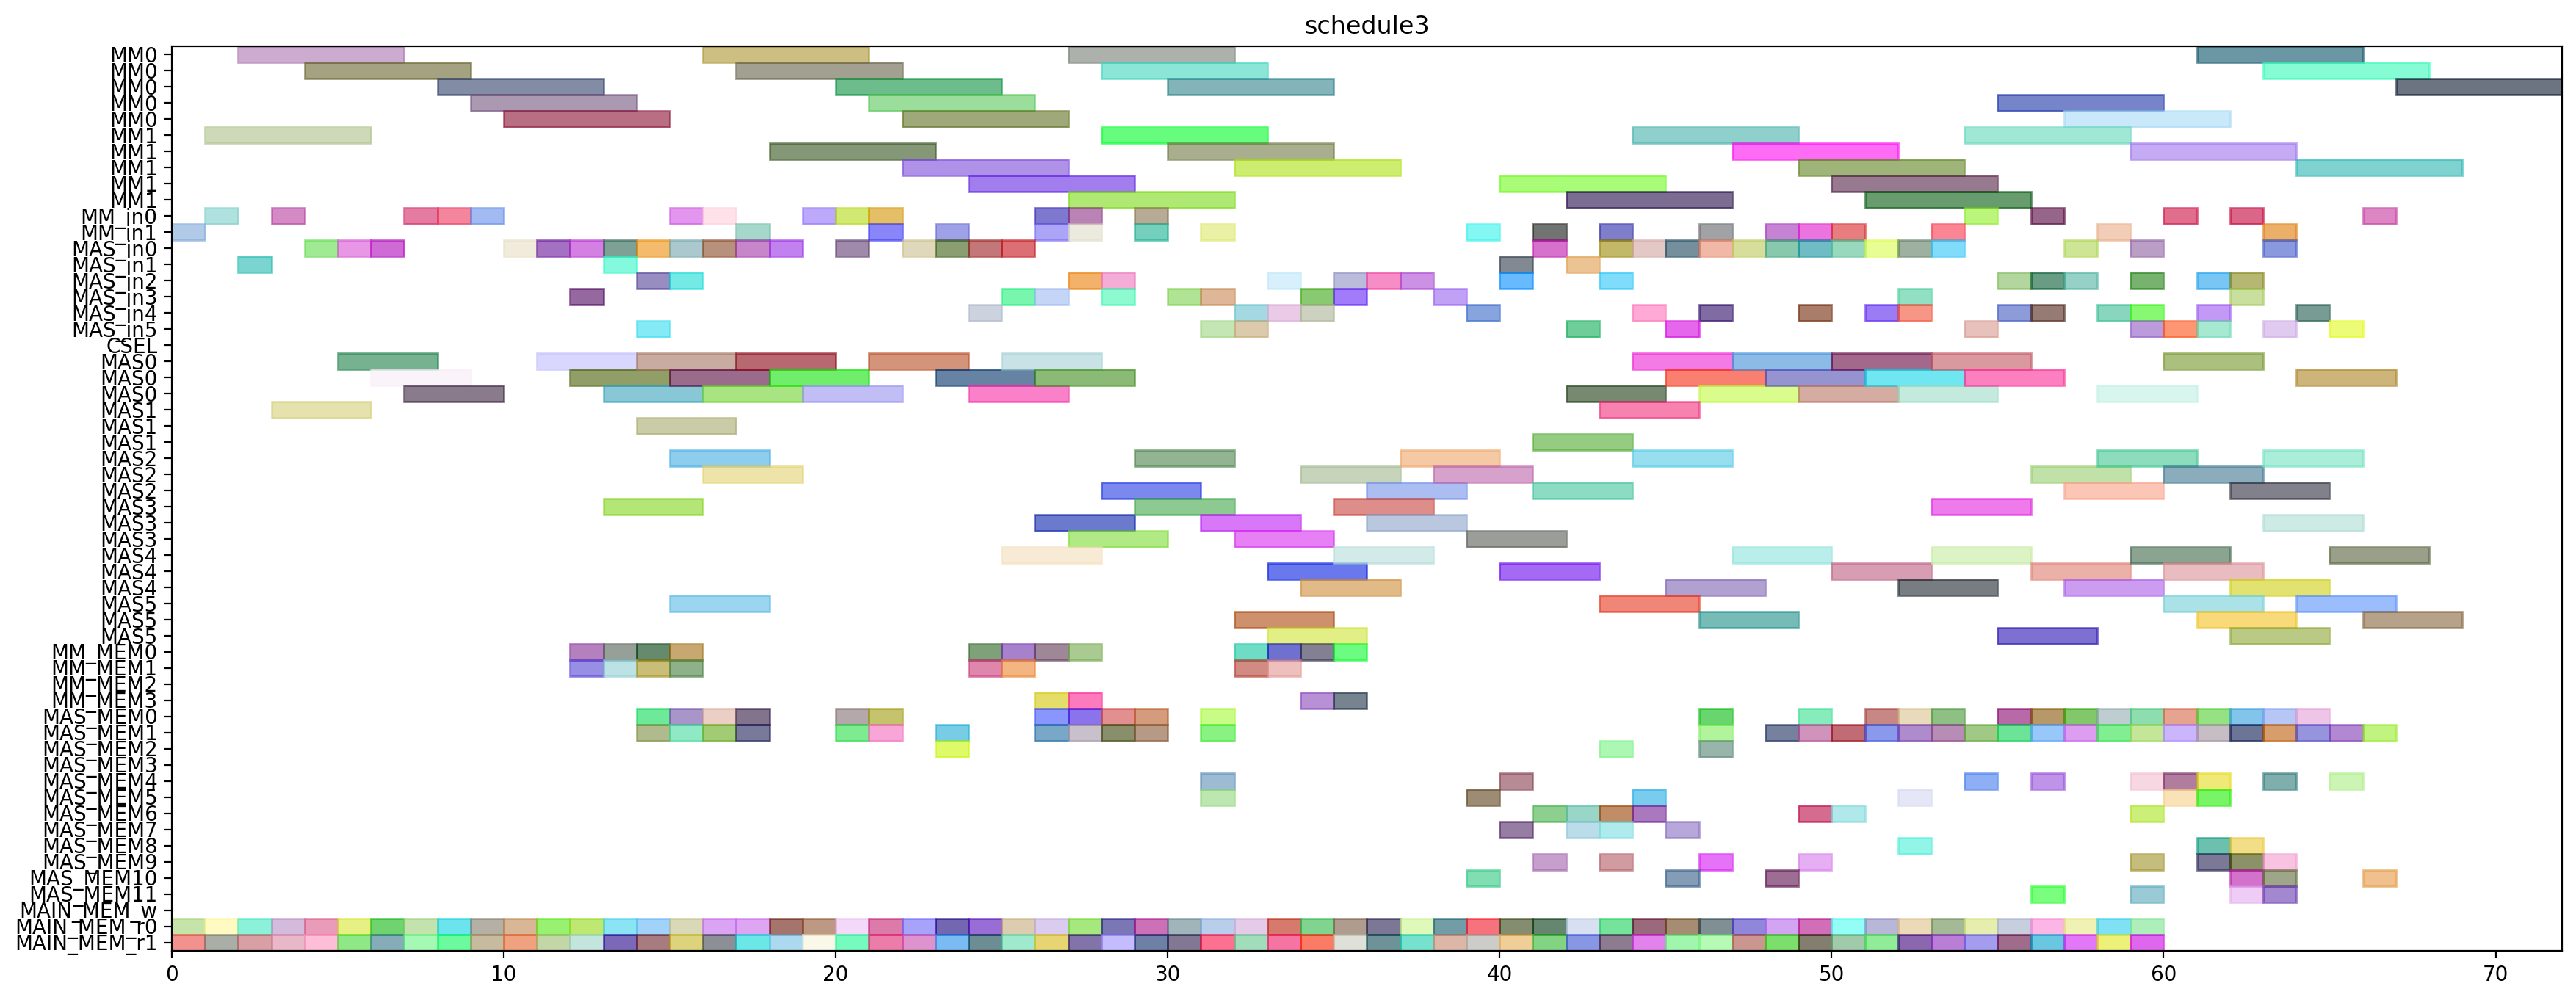 schedule3
MM0
MM0
MM0
MM0
MM0
MM1
MM1
MM1
MM1
MM1
MM_in0
MM_in1
MAS_in0
MAS_in1
MAS_in2
MAS_in3
MAS_in4
MAS_in5
CSEL
MAS0
MAS0
MAS0
MAS1
MAS1
MAS1
MAS2
MAS2
MAS2
MAS3
MAS3
MAS3
MAS4
MAS4
MAS4
MAS5
MAS5
MAS5
MM_MEM0
MM_MEM1
MM_MEM2
MM_MEM3
MAS_MEM0
MAS_MEM1
MAS_MEM2
MAS_MEM3
MAS_MEM4
MAS_MEM5
MAS_MEM6
MAS_MEM7
MAS_MEM8
MAS_MEM9
MAS_MEM10
MAS_MEM11
MAIN_MEM_w
MAIN_MEM_r0
MAIN_MEM_r1
0 10 20 30 40 50 60 70